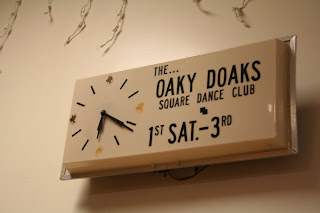 THE...
OAKY DOAKS
SQUARE DANCE CLUB
1ST SAT.-3RD